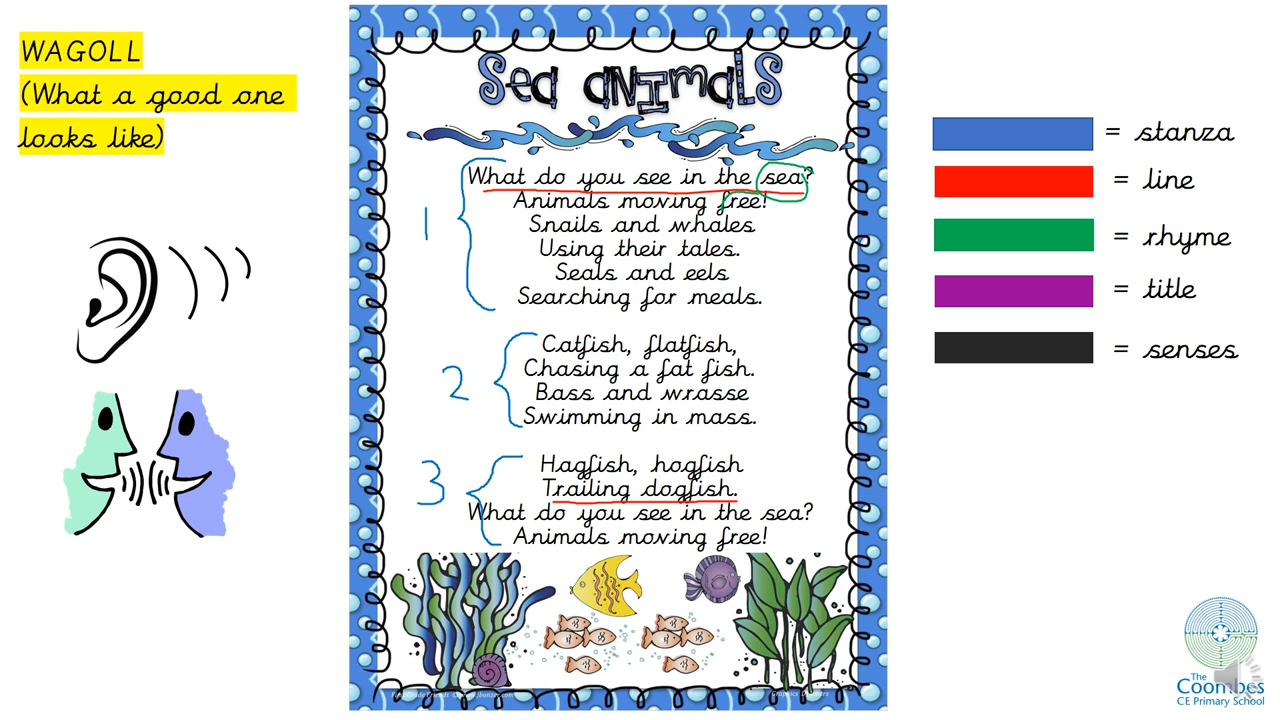 WAGOLL
(What a good one
looks like)
Sea animals
What do you see in the sea?
Animals moving free!
Snails and whales
Using their tales.
Seals and eels
Searching for meals.
1
Catfish, flatfish,
Chasing a fat fish.
Bass and wrasse
Swimming in mass.
2
Hagfish, hogfish
Trailing dogfish.
What do you see in the sea?
Animals moving free!
3
= stanza
= line
= rhyme
= title
= senses
The
Coombes
CE Primary School